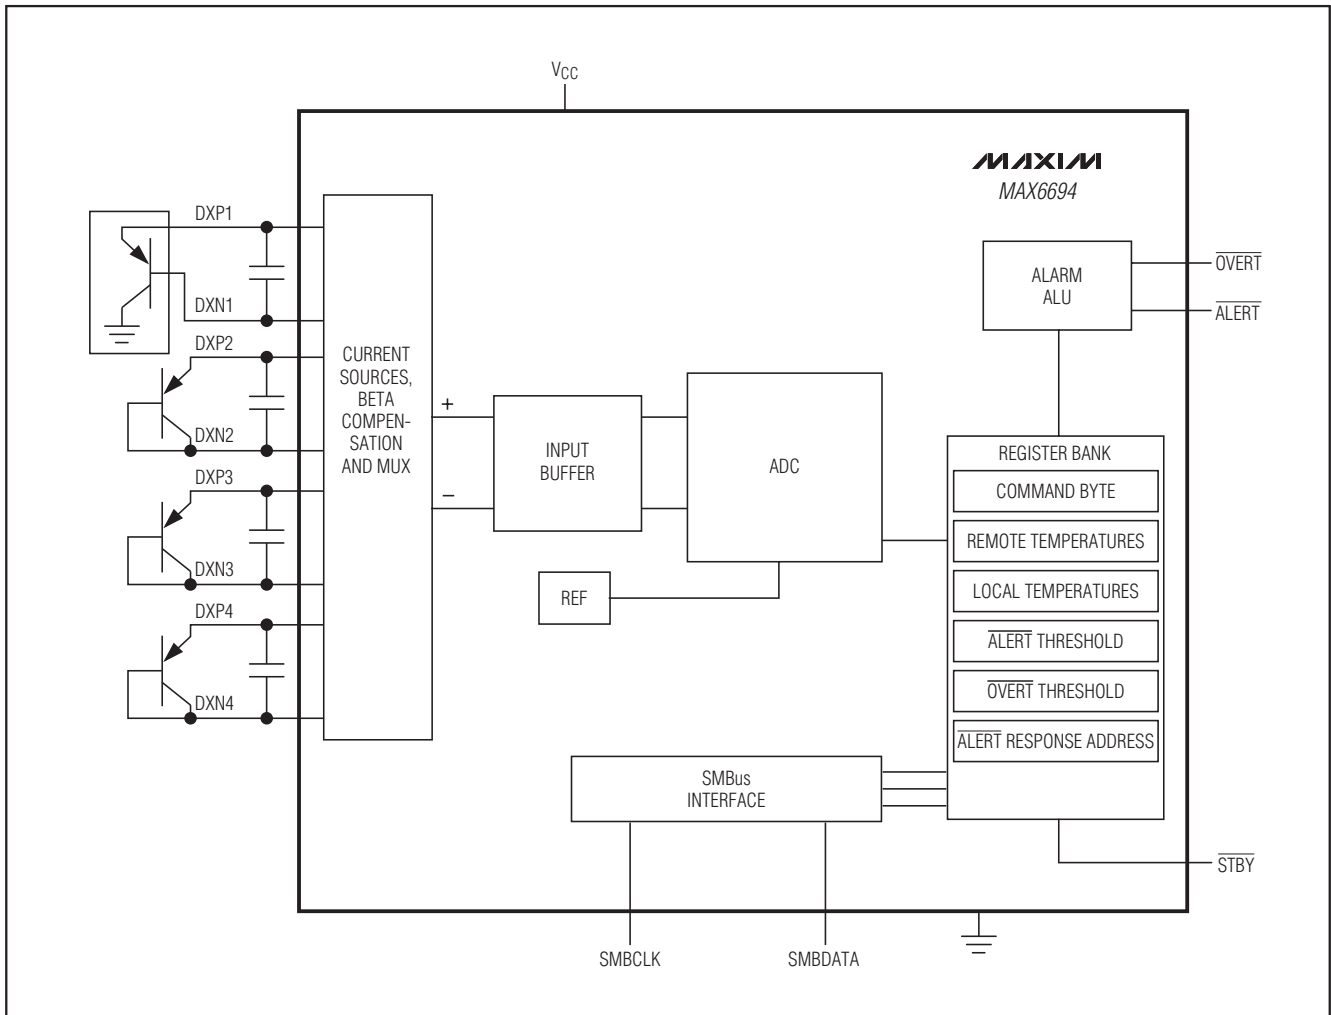 VCC
MAXIM
MAX6694
DXP1
DXN1
DXP2
DXN2
DXP3
DXN3
DXP4
DXN4
CURRENT
SOURCES,
BETA
COMPEN-
SATION
AND MUX
+
−
INPUT
BUFFER
ADC
REF
ALARM
ALU
OVERT
ALERT
REGISTER BANK
COMMAND BYTE
REMOTE TEMPERATURES
LOCAL TEMPERATURES
ALERT THRESHOLD
OVERT THRESHOLD
ALERT RESPONSE ADDRESS
SMBus
INTERFACE
STBY
SMBCLK
SMBDATA